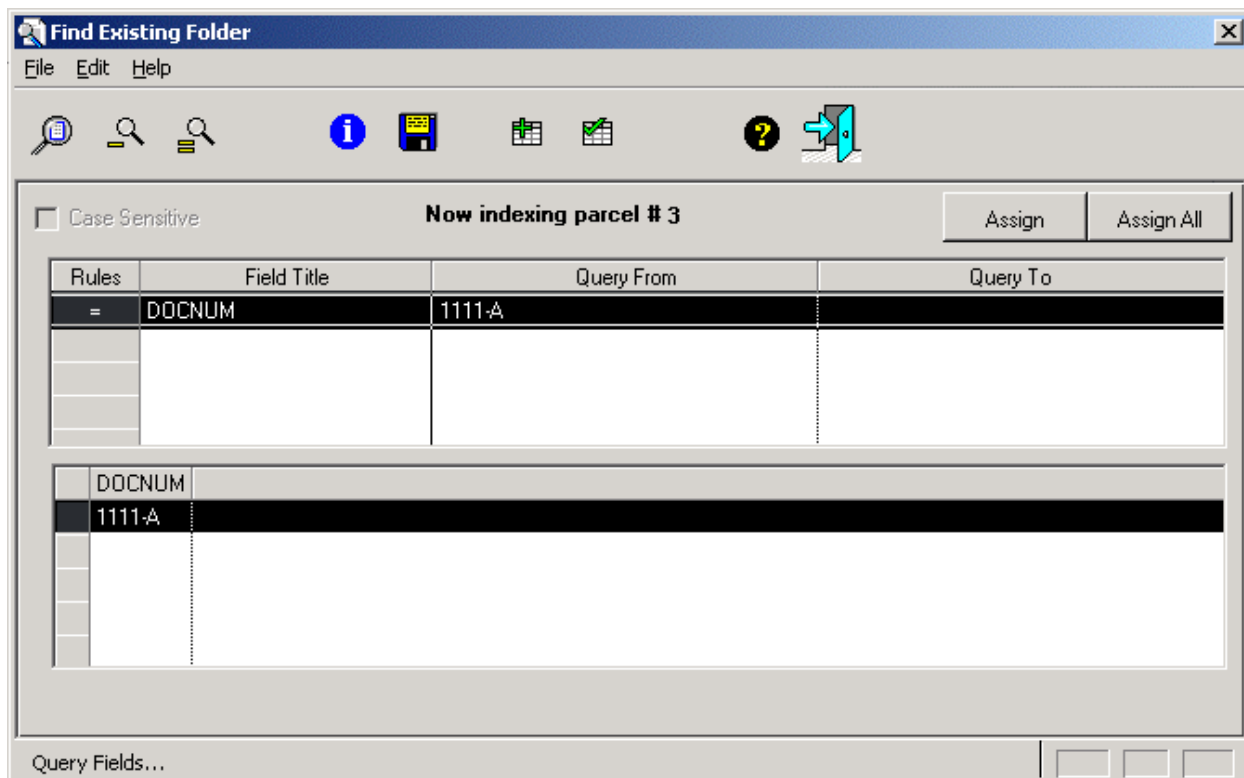 Find Existing Folder
File Edit Help
Case Sensitive Now indexing parcel # 3 Assign Assign All
Rules Field Title Query From Query To
= DOCNUM 1111-A
DOCNUM
1111-A
Query Fields...